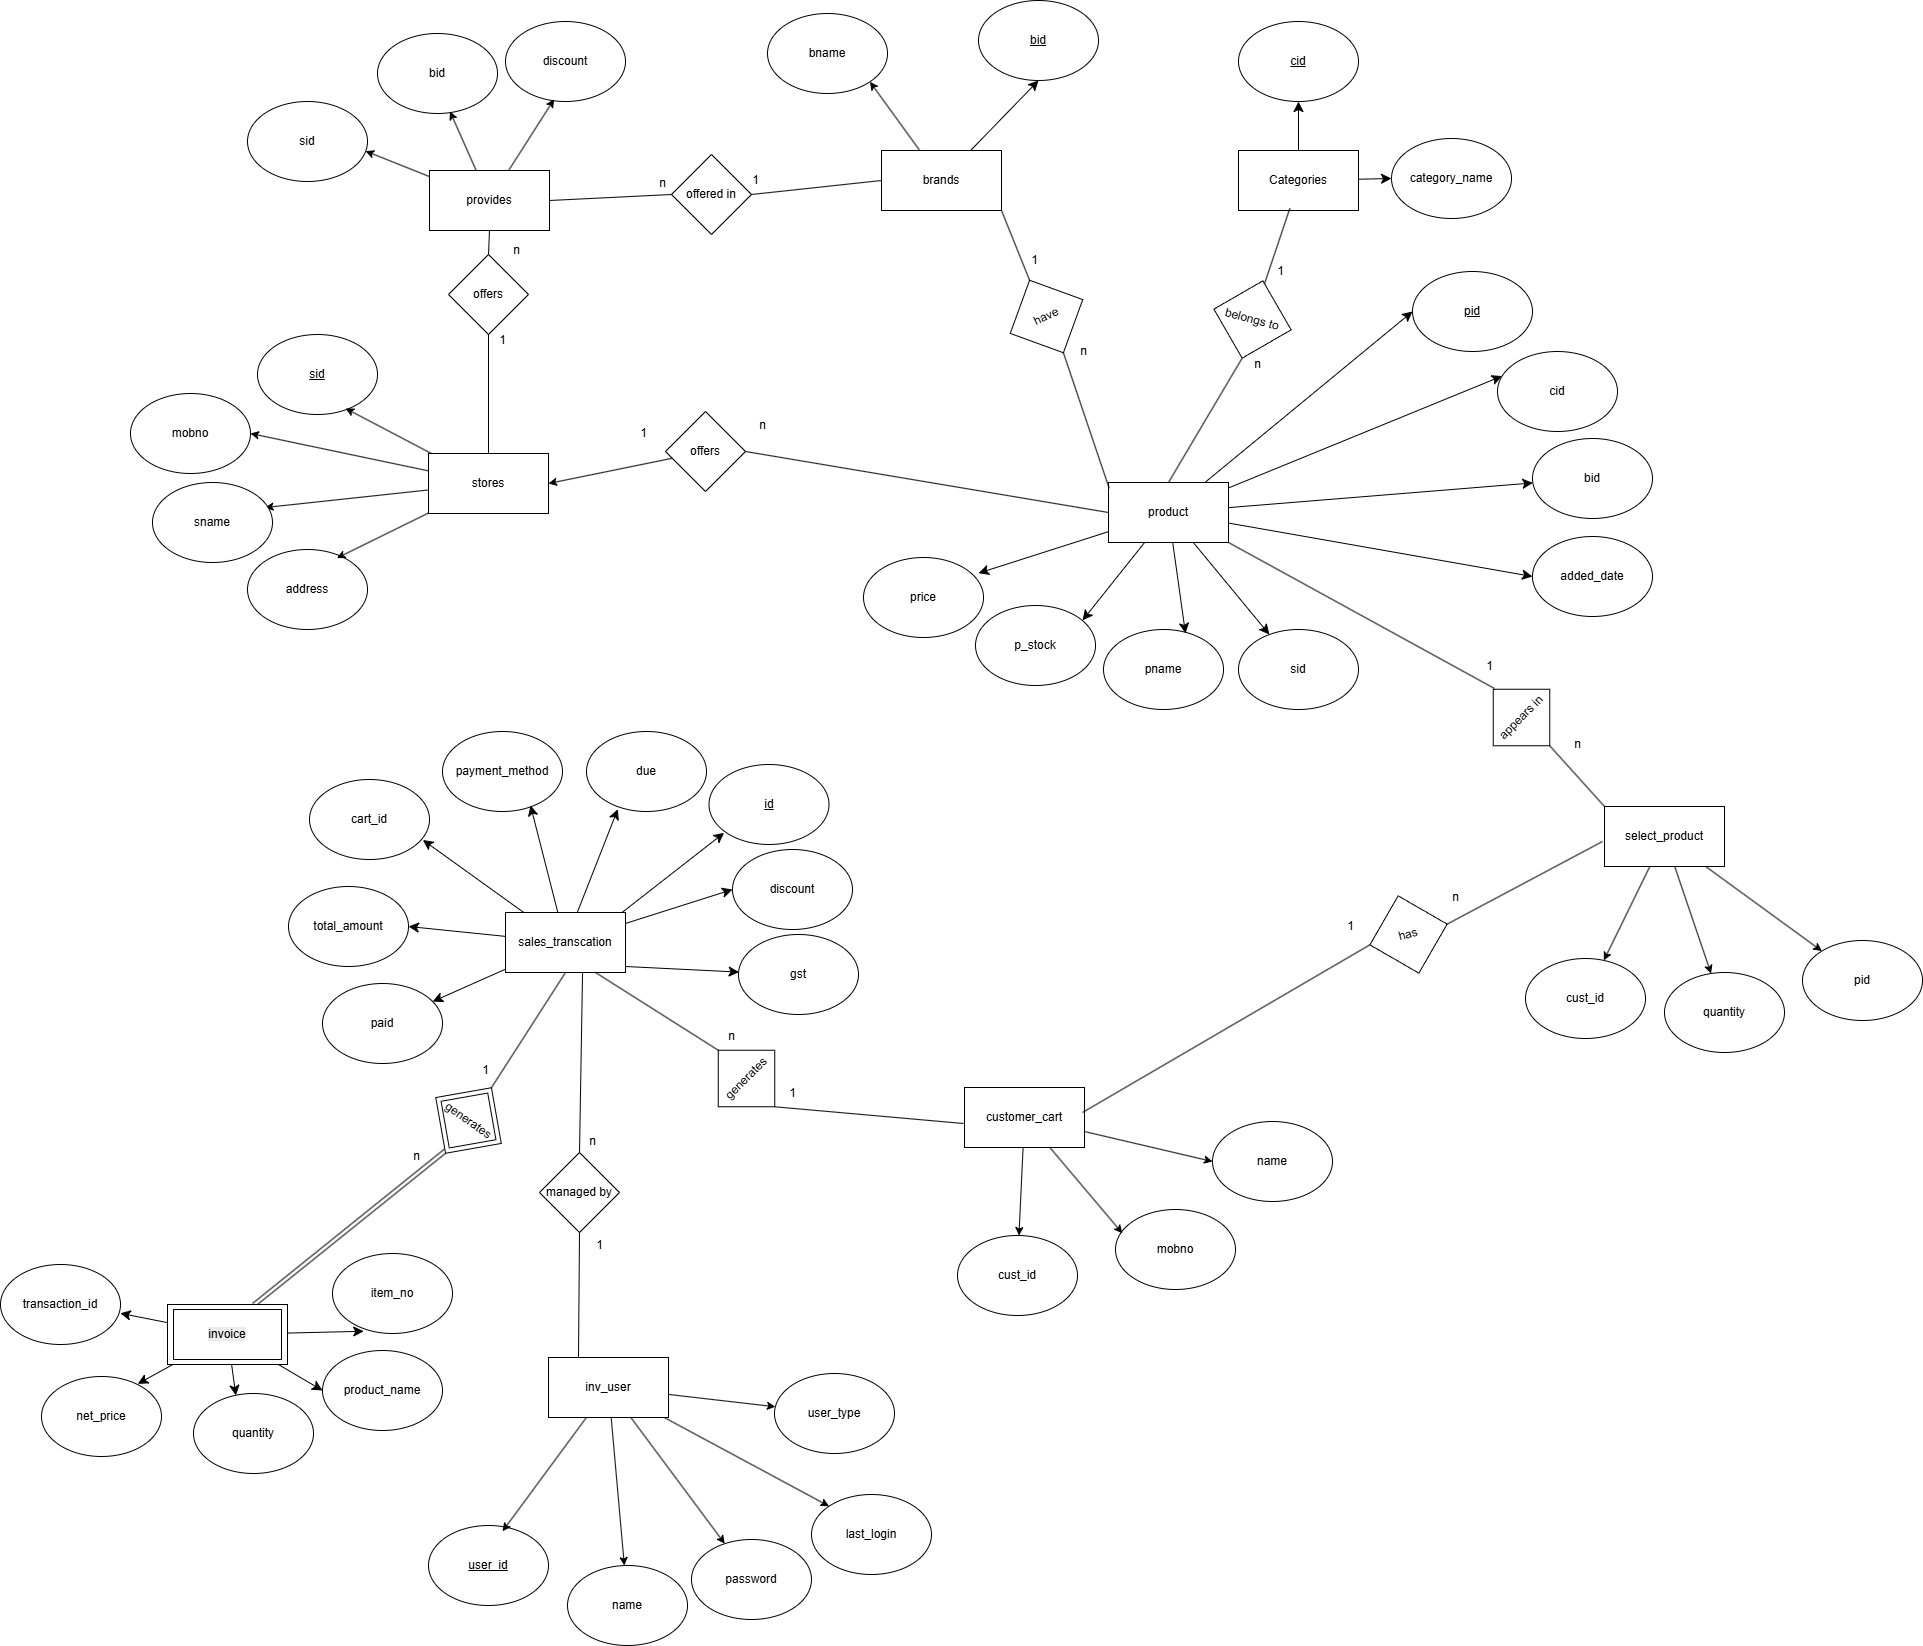 bname
bid
cid
bid
discount
sid
provides
n
offered in
1
brands
Categories
category_name
n
offers
1
1
have
n
1
belongs to
n
pid
cid
bid
added_date
sid
mobno
sname
address
stores
1
offers
n
product
price
p_stock
pname
sid
1
appears in
n
select_product
cust_id
quantity
pid
n
has
1
payment_method
due
id
cart_id
discount
total_amount
sales_transcation
gst
paid
n
generates
1
customer_cart
name
mobno
cust_id
1
generates
n
n
managed by
1
transaction_id
invoice
item_no
product_name
net_price
quantity
inv_user
user_type
last_login
user_id
name
password